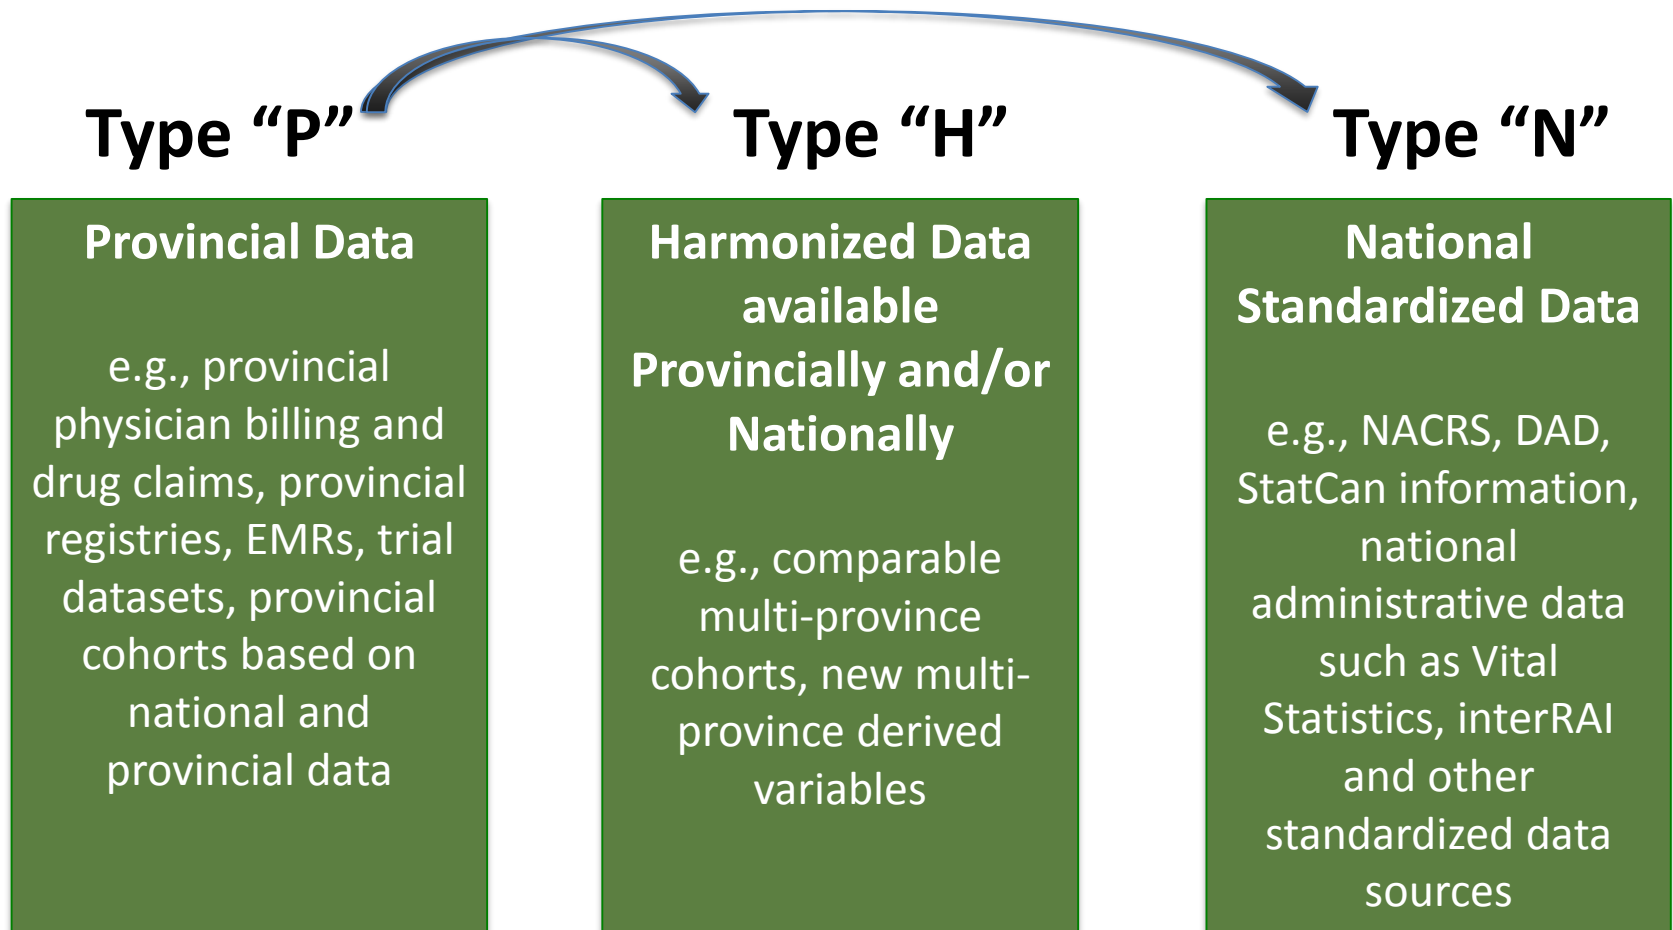 Type “P”
Type “H”
Type “N”
Provincial Data
e.g., provincial
physician billing and
drug claims, provincial
registries, EMRs, trial
datasets, provincial
cohorts based on
national and
provincial data
Harmonized Data
available
Provincially and/or
Nationally
e.g., comparable
multi-province
cohorts, new multi-
province derived
variables
National
Standardized Data
e.g., NACRS, DAD,
StatCan information,
national
administrative data
such as Vital
Statistics, interRAI
and other
standardized data
sources